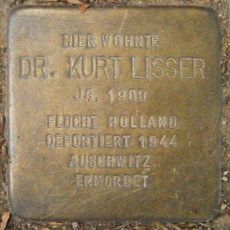 HIER WOHNTE
DR. KURT LISSER
JG. 1909
FLUCHT HOLLAND
DEPORTIERT 1944
AUSCHWITZ
ERMORDET